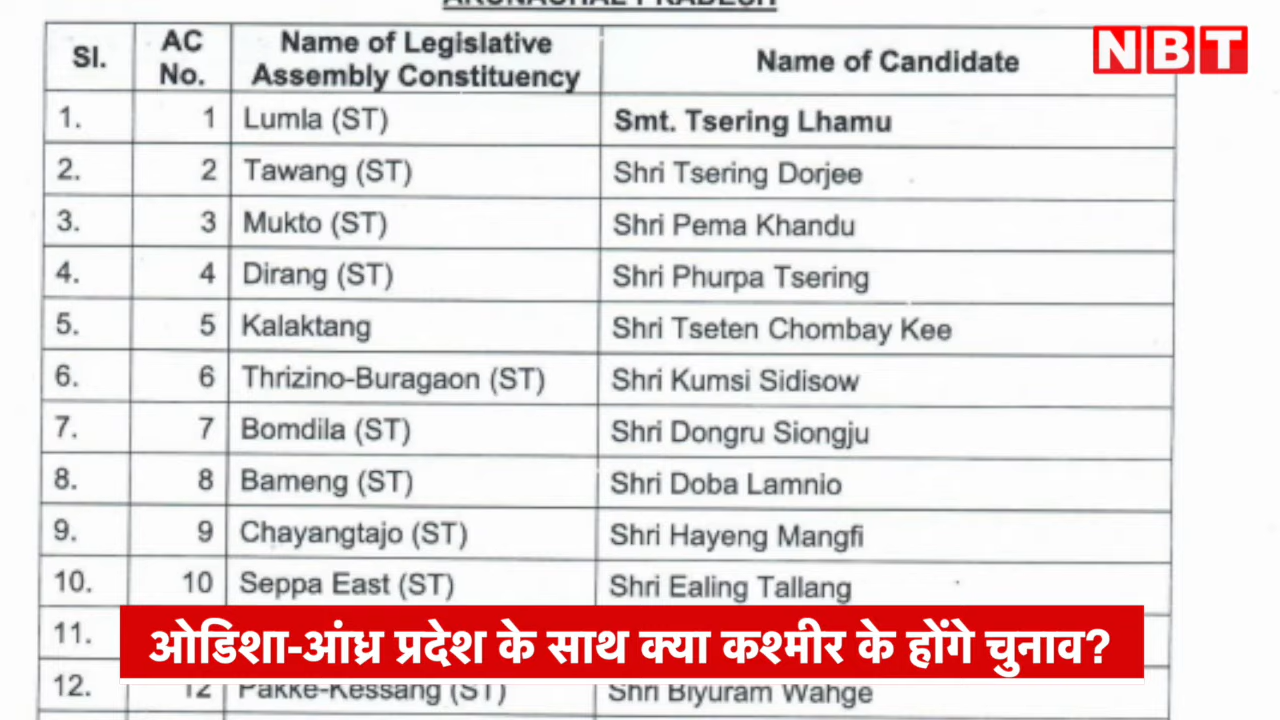 ARUNACHAL PRADESH
NBT
Sl. AC No. Name of Legislative Assembly Constituency Name of Candidate
1. 1 Lumla (ST) Smt. Tsering Lhamu
2. 2 Tawang (ST) Shri Tsering Dorjee
3. 3 Mukto (ST) Shri Pema Khandu
4. 4 Dirang (ST) Shri Phurpa Tsering
5. 5 Kalaktang Shri Tseten Chombay Kee
6. 6 Thrizino-Buragaon (ST) Shri Kumsi Sidisow
7. 7 Bomdila (ST) Shri Dongru Siongju
8. 8 Bameng (ST) Shri Doba Lamnio
9. 9 Chayangtajo (ST) Shri Hayeng Mangfi
10. 10 Seppa East (ST) Shri Ealing Tallang
11.
ओडिशा-आंध्र प्रदेश के साथ क्या कश्मीर के होंगे चुनाव?
12. 12 Pakke-Kessang (ST) Shri Biyuram Wahge